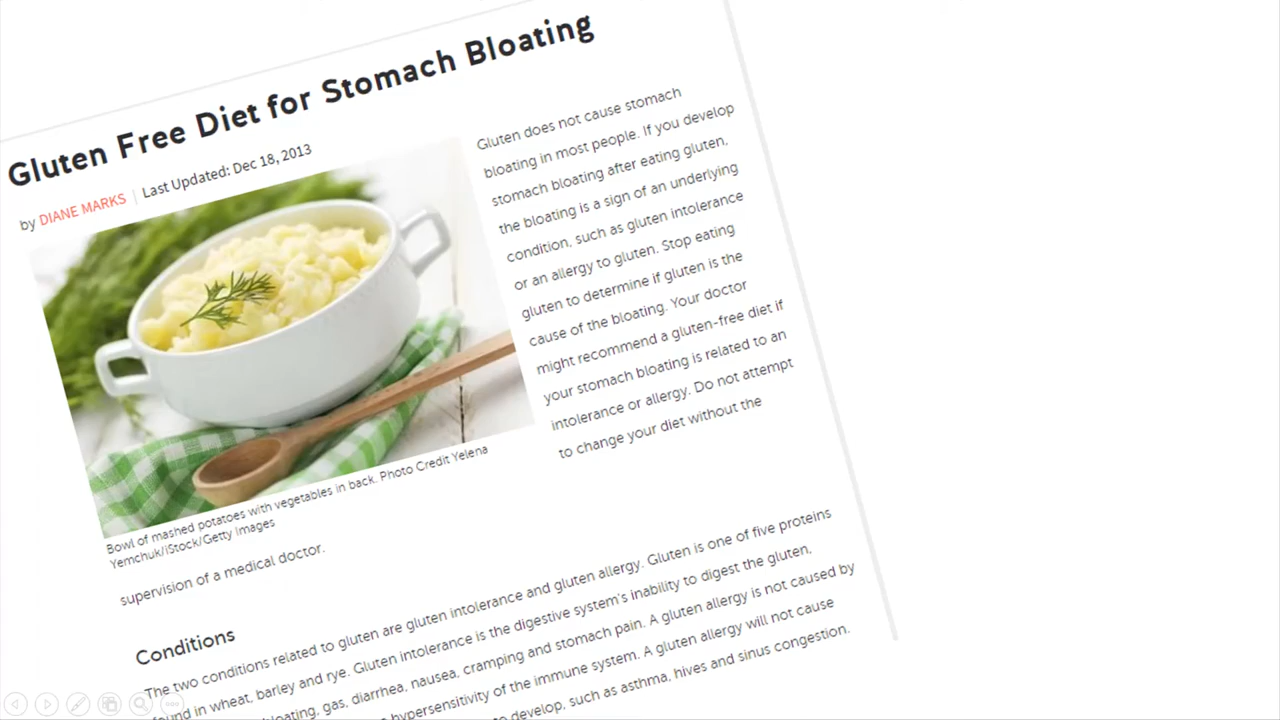 Gluten Free Diet for Stomach Bloating
by DIANE MARKS | Last Updated: Dec 18, 2013
Gluten does not cause stomach
bloating in most people. If you develop
stomach bloating after eating gluten,
the bloating is a sign of an underlying
condition, such as gluten intolerance
or an allergy to gluten. Stop eating
gluten to determine if gluten is the
cause of the bloating. Your doctor
might recommend a gluten-free diet if
your stomach bloating is related to an
intolerance or allergy. Do not attempt
to change your diet without the
Bowl of mashed potatoes with vegetables in back. Photo Credit Yelena
Yemchuk/iStock/Getty Images
supervision of a medical doctor.
Conditions
The two conditions related to gluten are gluten intolerance and gluten allergy. Gluten is one of five proteins
found in wheat, barley and rye. Gluten intolerance is the digestive system's inability to digest the gluten,
bloating, gas, diarrhea, nausea, cramping and stomach pain. A gluten allergy is not caused by
hypersensitivity of the immune system. A gluten allergy will not cause
to develop, such as asthma, hives and sinus congestion.